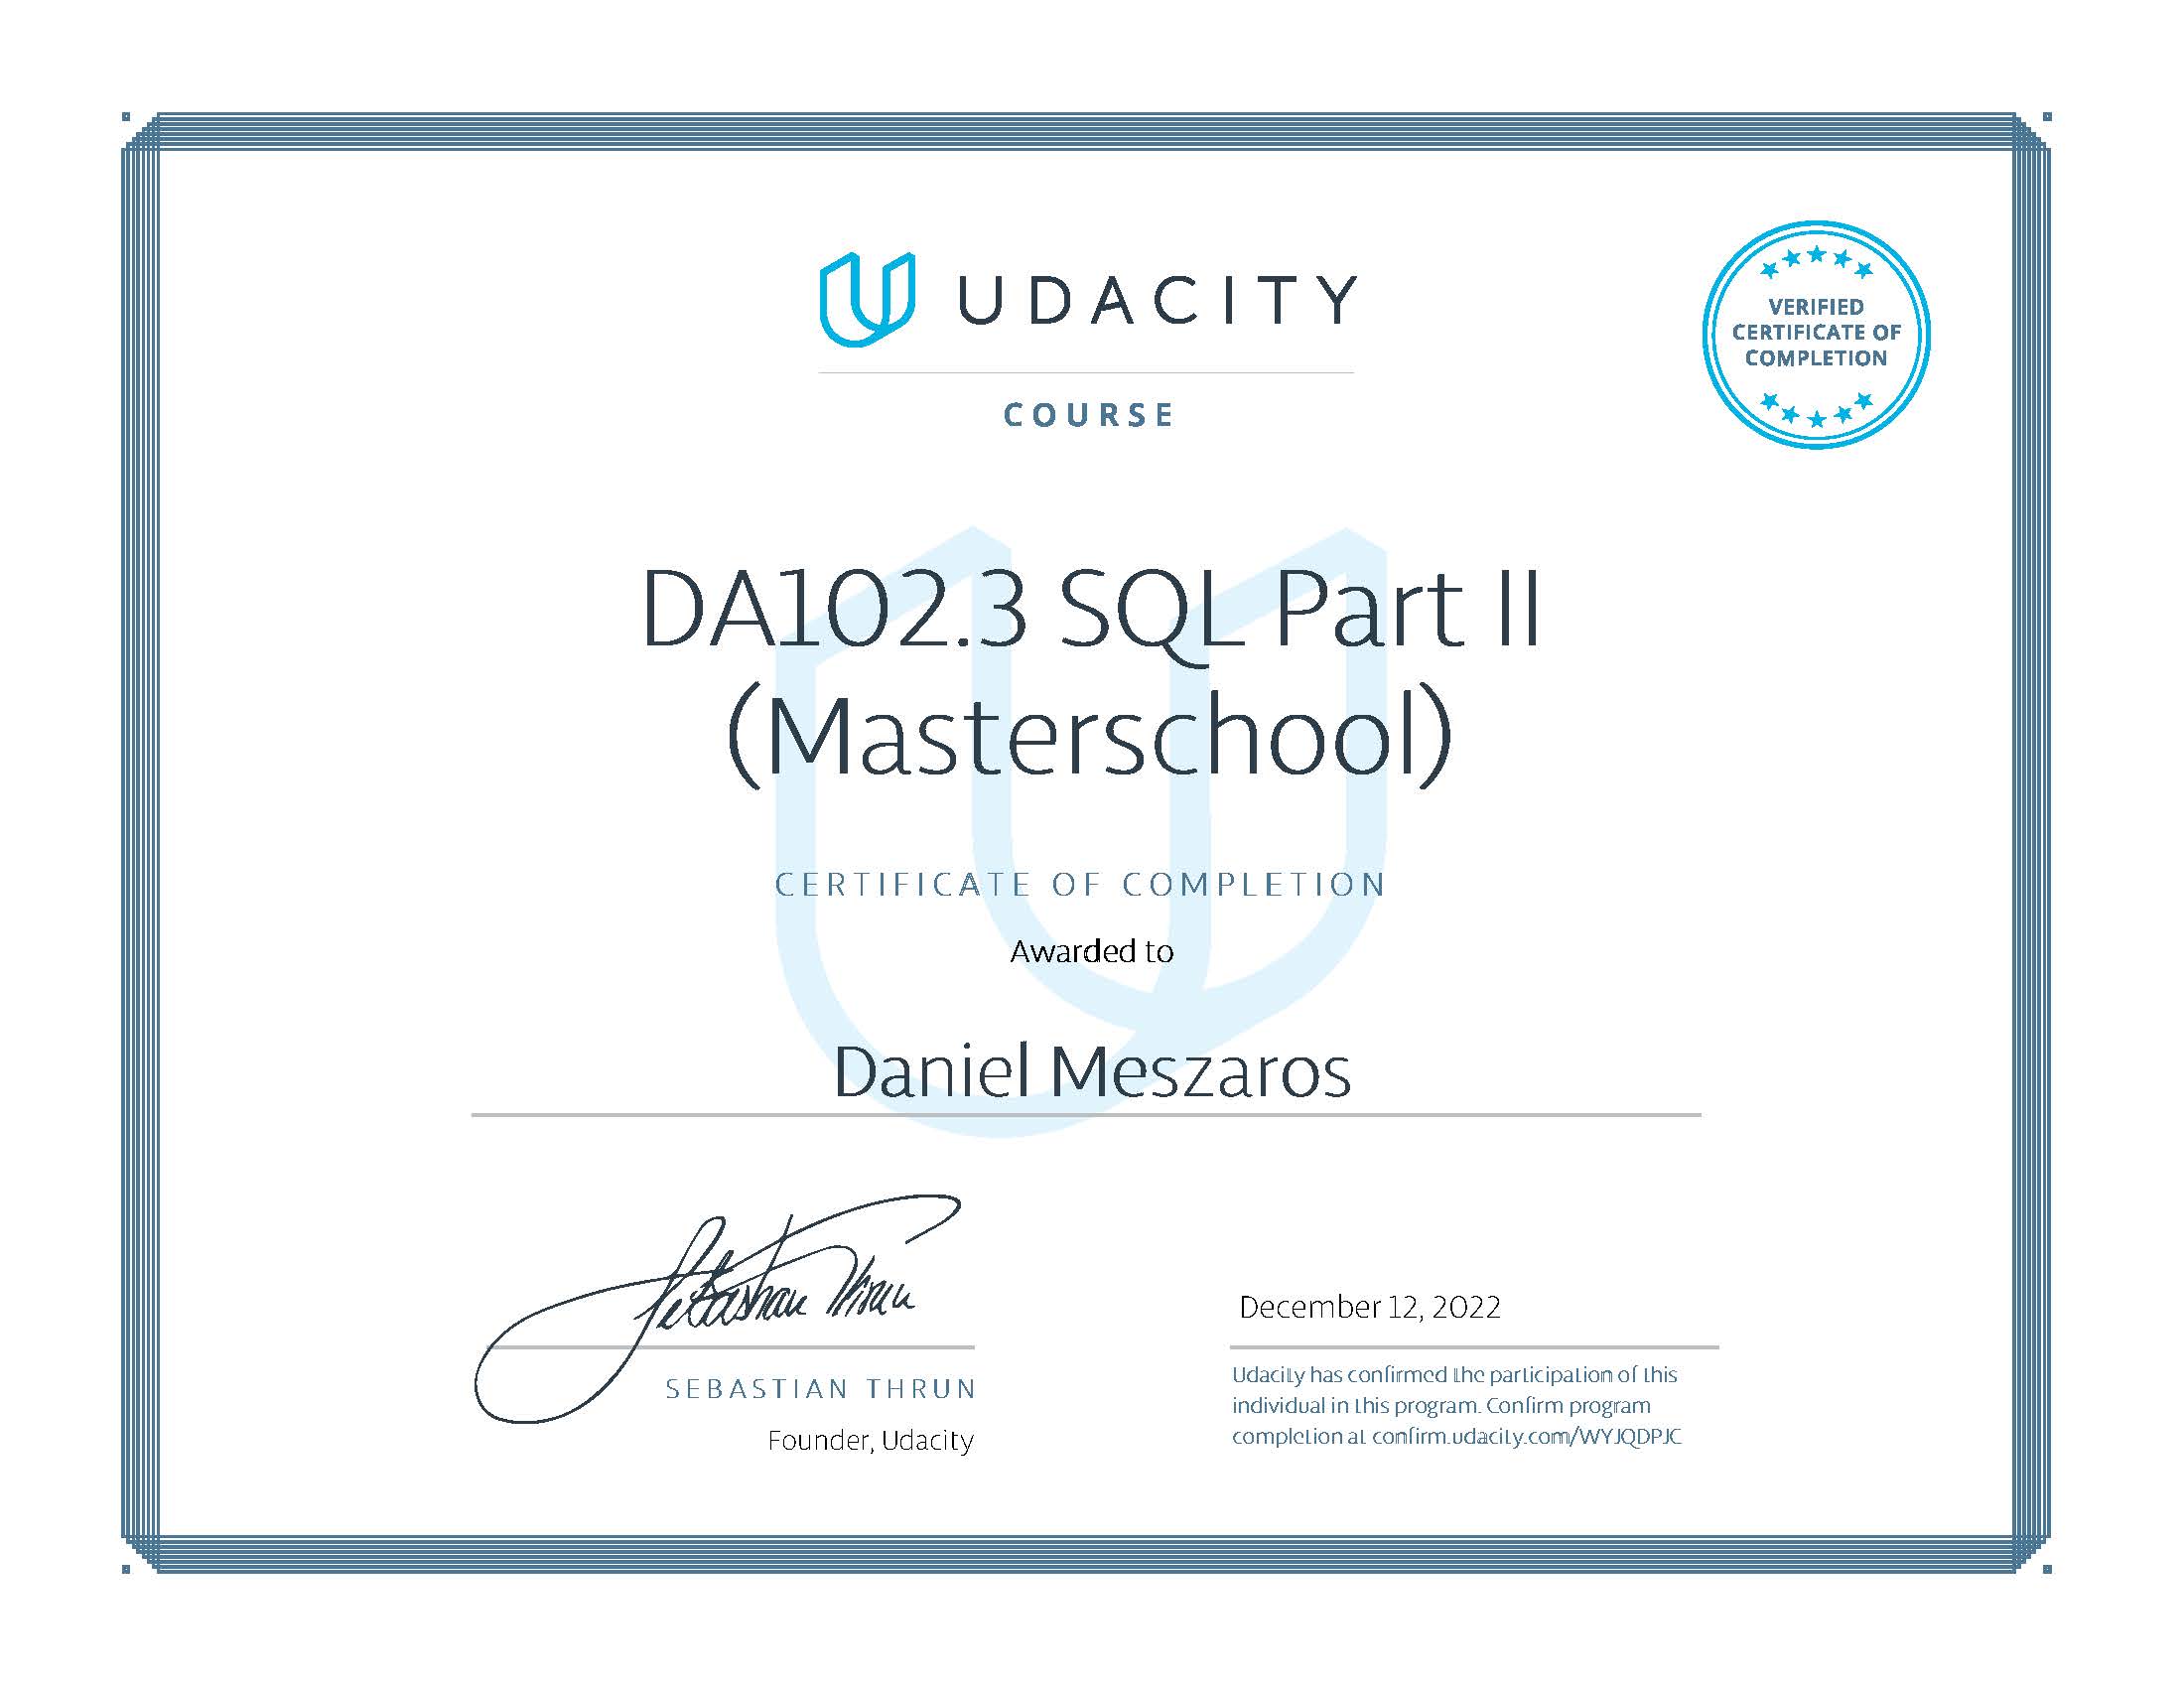 UDACITY
VERIFIED
CERTIFICATE OF
COMPLETION
COURSE
DA102.3 SQL Part II
(Masterschool)
CERTIFICATE OF COMPLETION
Awarded to
Daniel Meszaros
Sebastian Thrun
SEBASTIAN THRUN
Founder, Udacity
December 12, 2022
Udacity has confirmed the participation of this
individual in this program. Confirm program
completion at confirm.udacity.com/WYJQDPJC